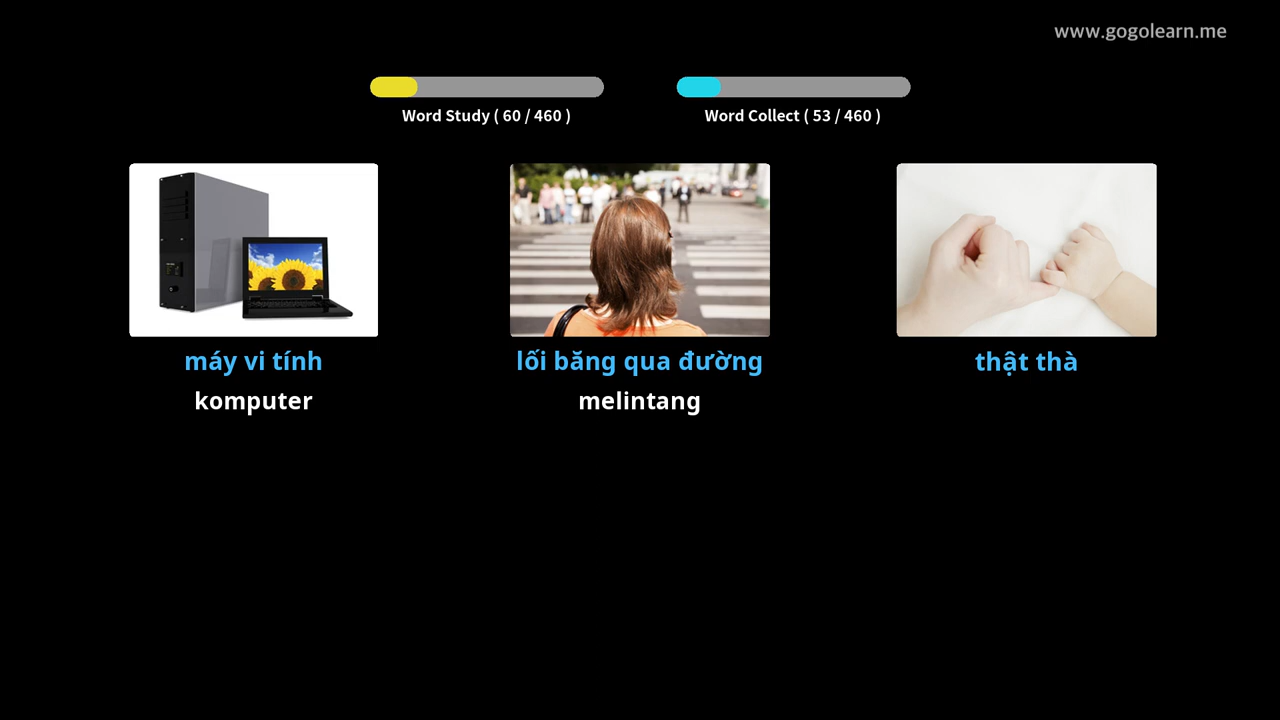 www.gogolearn.me
Word Study ( 60 / 460 )
Word Collect ( 53 / 460 )
máy vi tính
lối băng qua đường
thật thà
komputer
melintang